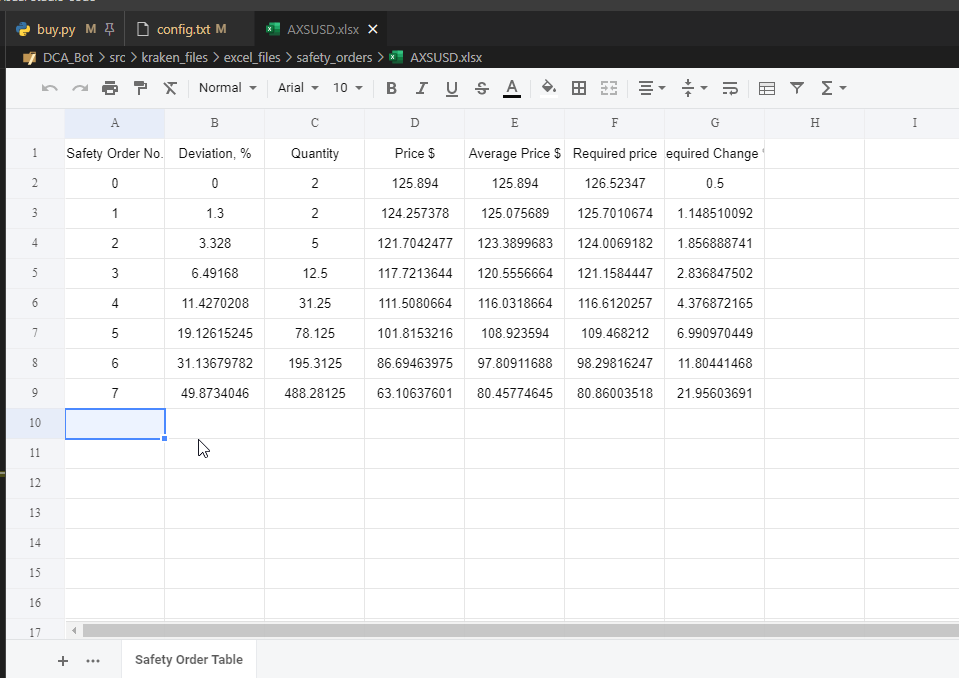 buy.py M config.txt M AXSUSD.xlsx
DCA_Bot > src > kraken_files > excel_files > safety_orders > AXSUSD.xlsx
Normal Arial 10 B I U S A Σ
A B C D E F G H I
1 Safety Order No. Deviation, % Quantity Price $ Average Price $ Required price equired Change
2 0 0 2 125.894 125.894 126.52347 0.5
3 1 1.3 2 124.257378 125.075689 125.7010674 1.148510092
4 2 3.328 5 121.7042477 123.3899683 124.0069182 1.856888741
5 3 6.49168 12.5 117.7213644 120.5556664 121.1584447 2.836847502
6 4 11.4270208 31.25 111.5080664 116.0318664 116.6120257 4.376872165
7 5 19.12615245 78.125 101.8153216 108.923594 109.468212 6.990970449
8 6 31.13679782 195.3125 86.69463975 97.80911688 98.29816247 11.80441468
9 7 49.8734046 488.28125 63.10637601 80.45774645 80.86003518 21.95603691
10
11
12
13
14
15
16
17
+ ... Safety Order Table